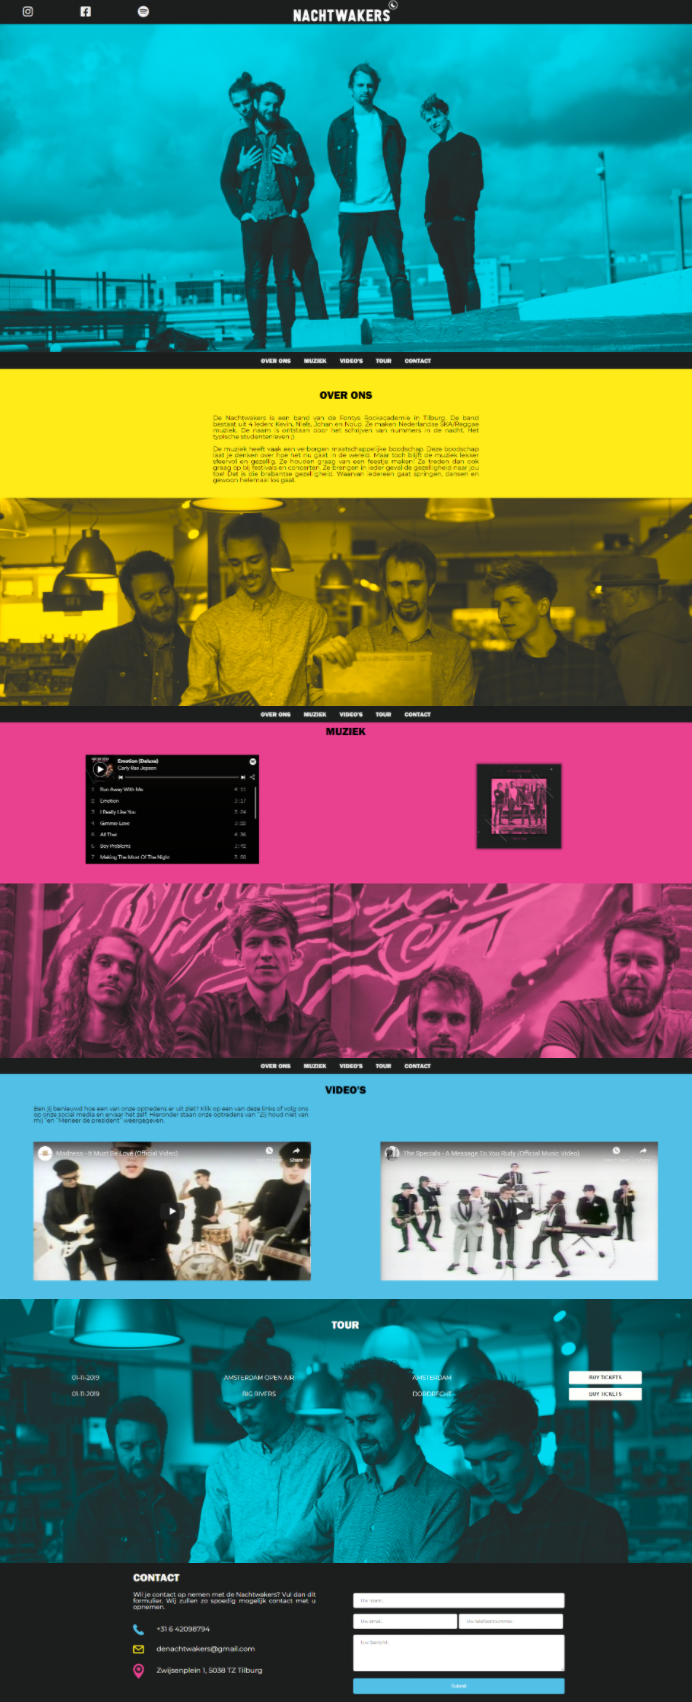 NACHTWAKERS
OVER ONS MUZIEK VIDEO'S TOUR CONTACT
OVER ONS
De Nachtwakers is een band van de Fontys Rockacademie in Tilburg. De band
bestaat uit 4 leden: Kevin, Niels, Johan en Noud. Ze maken Nederlandse SKA/Reggae
muziek. De naam is ontstaan door het schrijven van nummers in de nacht. Het
typische studentenleven ;)
De muziek heeft vaak een verborgen maatschappelijke boodschap. Deze boodschap
laat je denken over hoe het nu gaat in de wereld. Maar toch blijft de muziek lekker
sfeervol en gezellig. Ze houden graag van een feestje maken! Ze treden dan ook
graag op bij festivals en concerten. Ze brengen in ieder geval de gezelligheid naar jou
toe! Dat is die brabantse gezelligheid. Waarvan iedereen gaat springen, dansen en
gewoon helemaal los gaat.
OVER ONS MUZIEK VIDEO'S TOUR CONTACT
MUZIEK
Emotion (Deluxe)
Carly Rae Jepsen
1 Run Away With Me 4:11
2 Emotion 3:17
3 I Really Like You 3:24
4 Gimmie Love
5 All That 4:36
6 Boy Problems 3:42
7 Making The Most Of The Night 3:58
OVER ONS MUZIEK VIDEO'S TOUR CONTACT
VIDEO'S
Ben jij benieuwd hoe een van onze optredens er uit ziet? Klik op een van deze links of volg ons
op onze social media en ervaar het zelf. Hieronder staan onze optredens van "Zij houd niet van
mij "en "Meneer de president" weergegeven.
Madness - It Must Be Love (Official Video)
Share
The Specials - A Message To You Rudy (Official Music Video)
Share
TOUR
01-11-2019 AMSTERDAM OPEN AIR AMSTERDAM BUY TICKETS
01-11-2019 BIG RIVERS DORDRECHT BUY TICKETS
CONTACT
Wil je contact op nemen met de Nachtwakers? Vul dan dit
formulier. Wij zullen zo spoedig mogelijk contact met u
opnemen.
+31 6 42098794
denachtwakers@gmail.com
Zwijsenplein 1, 5038 TZ Tilburg
Uw naam..
Uw email..
Uw telefoonnummer..
Uw bericht..
Submit